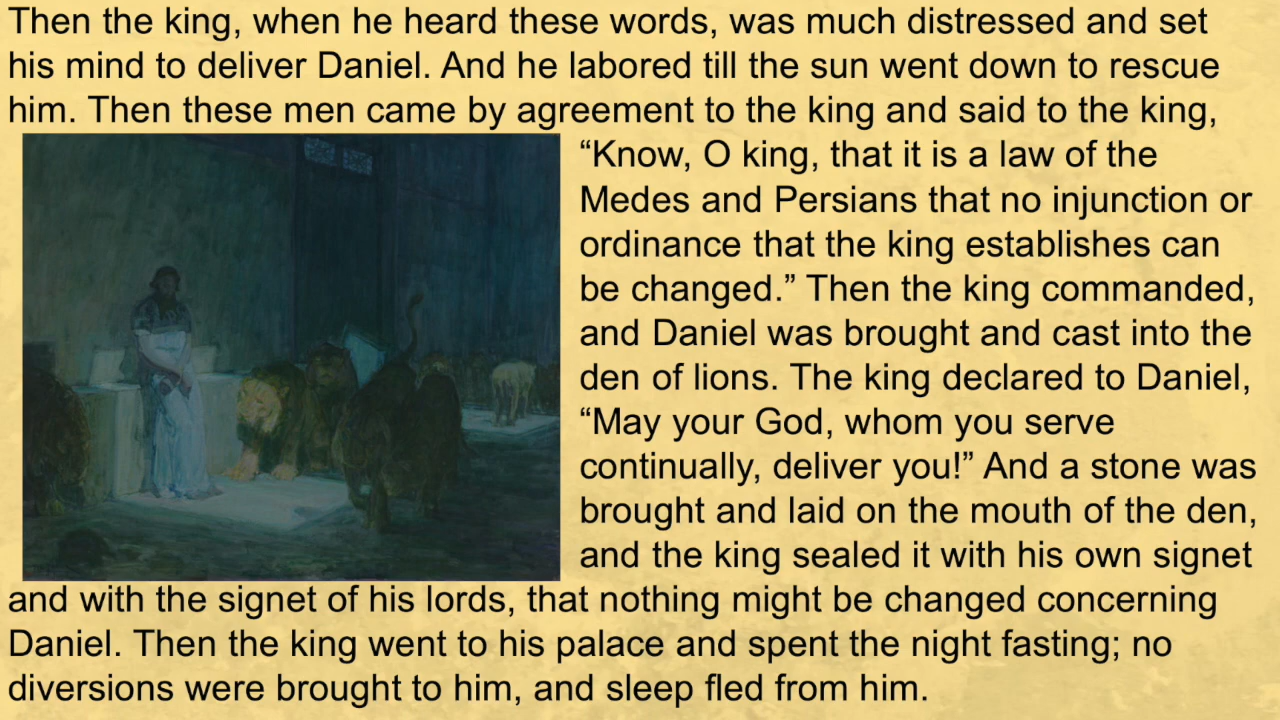 Then the king, when he heard these words, was much distressed and set
his mind to deliver Daniel. And he labored till the sun went down to rescue
him. Then these men came by agreement to the king and said to the king,
“Know, O king, that it is a law of the
Medes and Persians that no injunction or
ordinance that the king establishes can
be changed.” Then the king commanded,
and Daniel was brought and cast into the
den of lions. The king declared to Daniel,
“May your God, whom you serve
continually, deliver you!” And a stone was
brought and laid on the mouth of the den,
and the king sealed it with his own signet
and with the signet of his lords, that nothing might be changed concerning
Daniel. Then the king went to his palace and spent the night fasting; no
diversions were brought to him, and sleep fled from him.